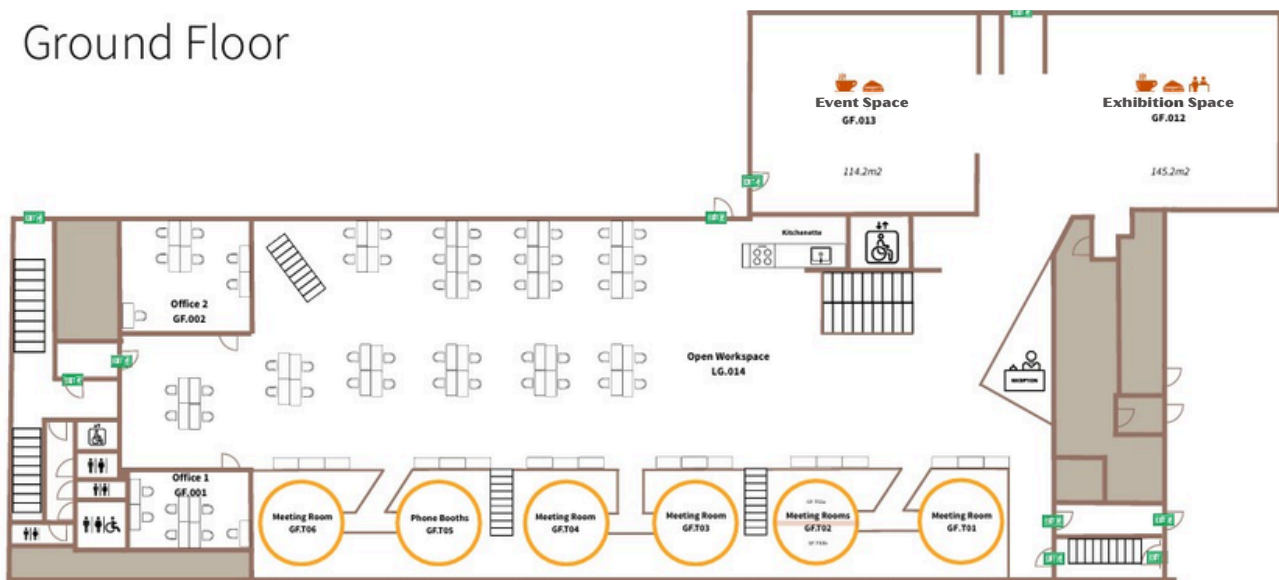 Ground Floor
Event Space
GF.013
114.2m2
Exhibition Space
GF.012
145.2m2
Kitchenette
Office 2
GF.002
Open Workspace
LG.014
RECEPTION
Office 1
GF.001
Meeting Room
GF.T06
Phone Booths
GF.T05
Meeting Room
GF.T04
Meeting Room
GF.T03
Meeting Rooms
GF.T02
Meeting Room
GF.T01